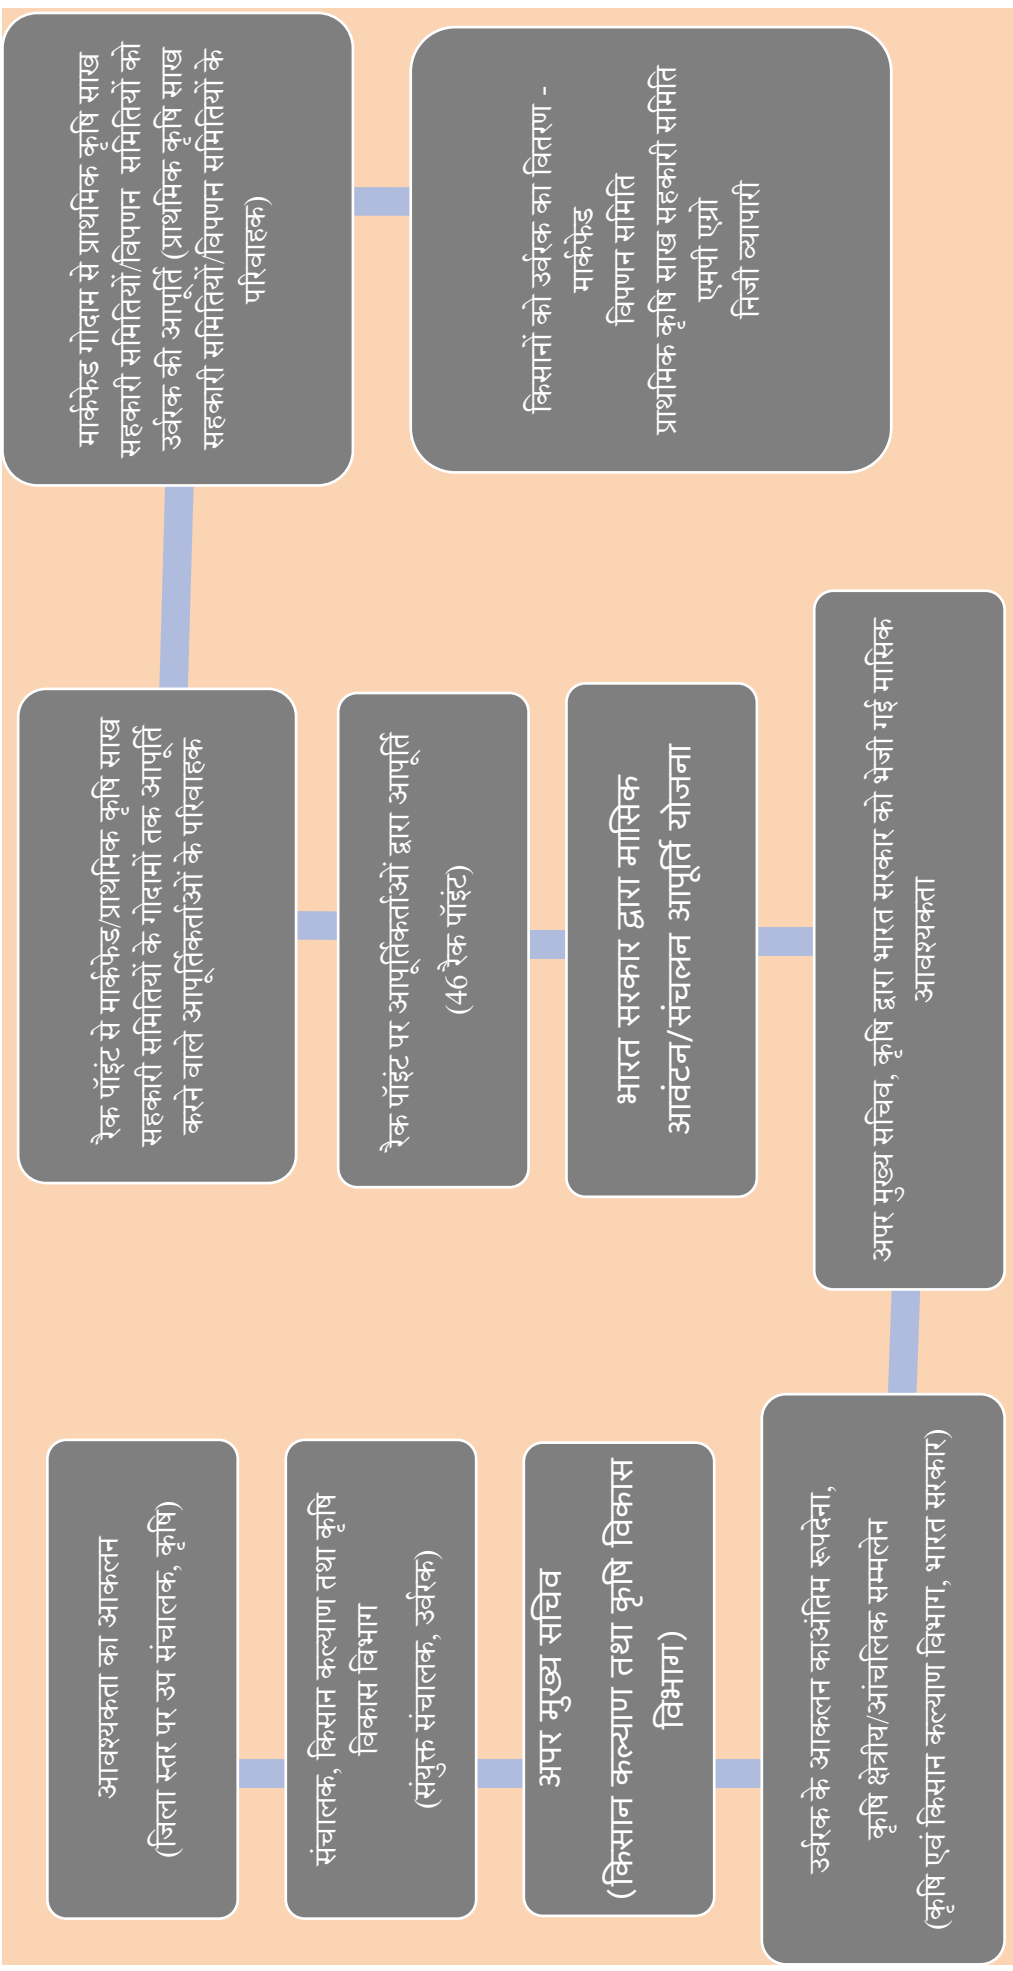 आवश्यकता का आकलन
(जिला स्तर पर उप संचालक, कृषि)
संचालक, किसान कल्याण तथा कृषि
विकास विभाग
(संयुक्त संचालक, उर्वरक)
अपर मुख्य सचिव
(किसान कल्याण तथा कृषि विकास
विभाग)
उर्वरक के आकलन काअंतिम रूपदेना,
कृषि क्षेत्रीय/आंचलिक सम्मलेन
(कृषि एवं किसान कल्याण विभाग, भारत सरकार)
अपर मुख्य सचिव, कृषि द्वारा भारत सरकार को भेजी गई मासिक
आवश्यकता
भारत सरकार द्वारा मासिक
आवंटन/संचलन आपूर्ति योजना
रैक पॉइंट पर आपूर्तिकर्ताओं द्वारा आपूर्ति
(46 रैक पॉइंट)
रैक पॉइंट से मार्कफेड/प्राथमिक कृषि साख
सहकारी समितियों के गोदामों तक आपूर्ति
करने वाले आपूर्तिकर्ताओं के परिवाहक
मार्कफेड गोदाम से प्राथमिक कृषि साख
सहकारी समितियों/विपणन समितियों को
उर्वरक की आपूर्ति (प्राथमिक कृषि साख
सहकारी समितियों/विपणन समितियों के
परिवाहक)
किसानों को उर्वरक का वितरण -
मार्कफेड
विपणन समिति
प्राथमिक कृषि साख सहकारी समिति
एमपी एग्रो
निजी व्यापारी